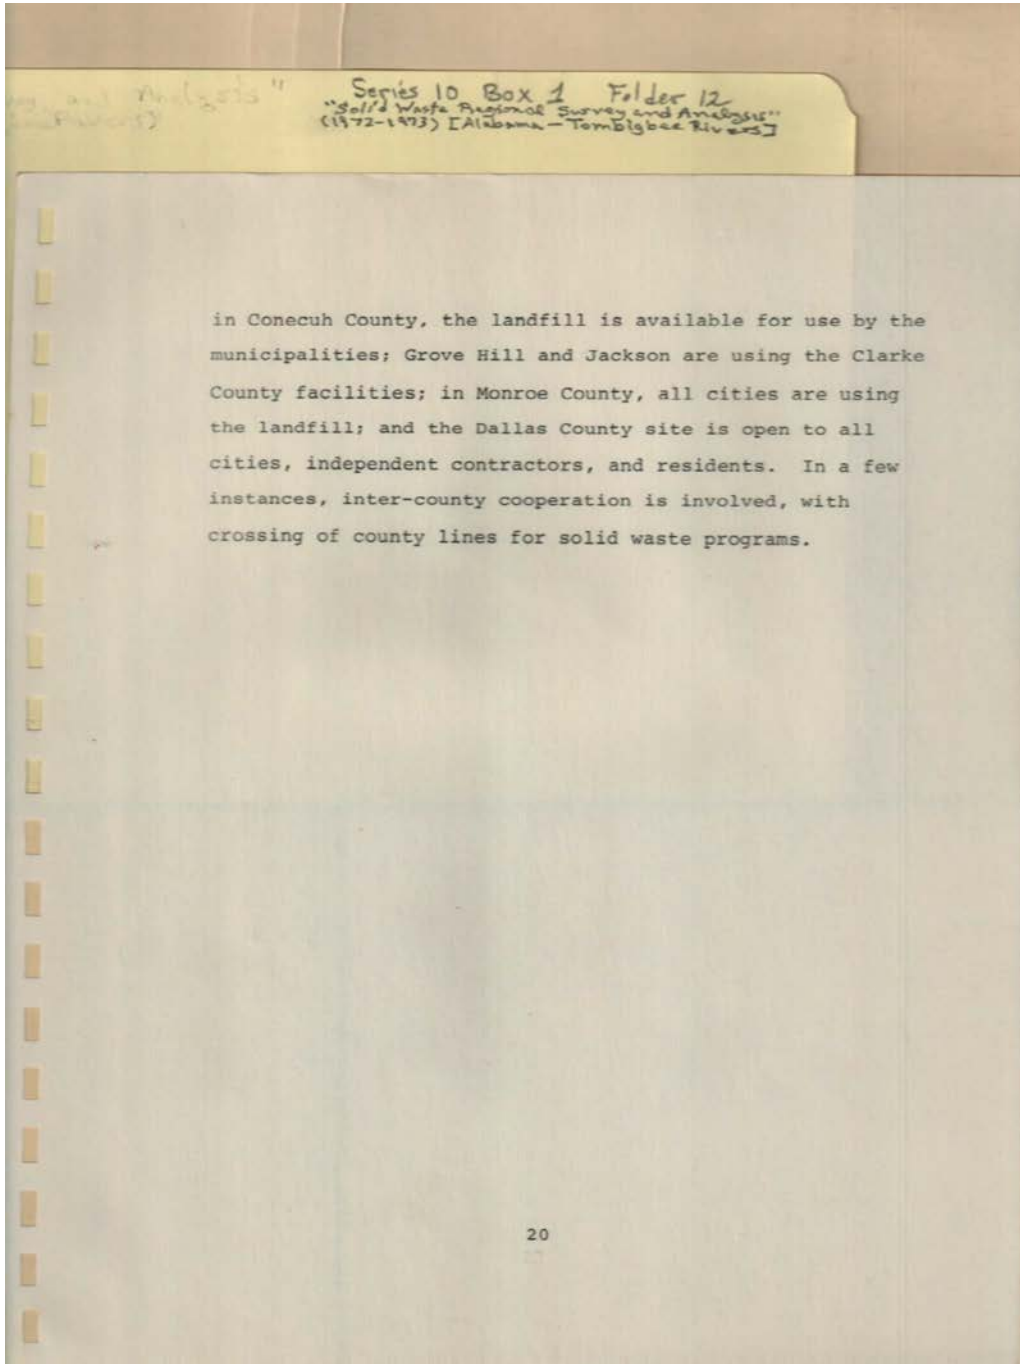 Analysis"
Series 10 Box 1 Folder 12
"Solid Waste Regional Survey and Analysis"
(1972-1973) [Alabama - Tombigbee Rivers]
in Conecuh County, the landfill is available for use by the
municipalities; Grove Hill and Jackson are using the Clarke
County facilities; in Monroe County, all cities are using
the landfill; and the Dallas County site is open to all
cities, independent contractors, and residents. In a few
instances, inter-county cooperation is involved, with
crossing of county lines for solid waste programs.
20